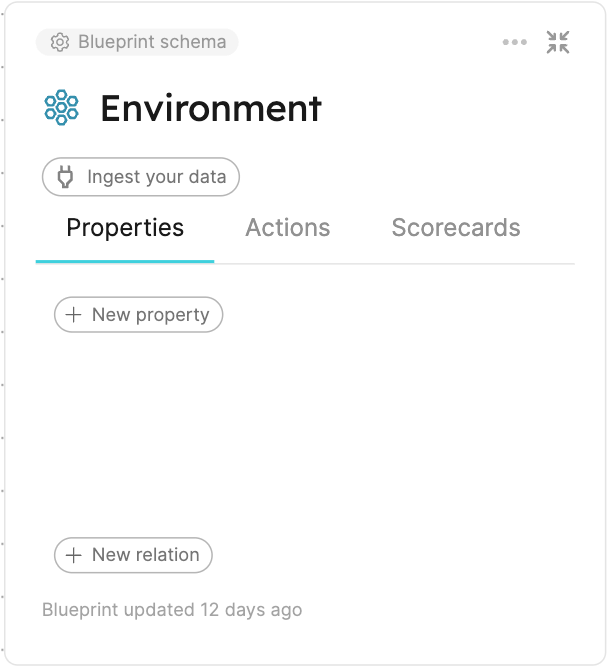 Blueprint schema
Environment
Ingest your data
Properties Actions Scorecards
New property
New relation
Blueprint updated 12 days ago